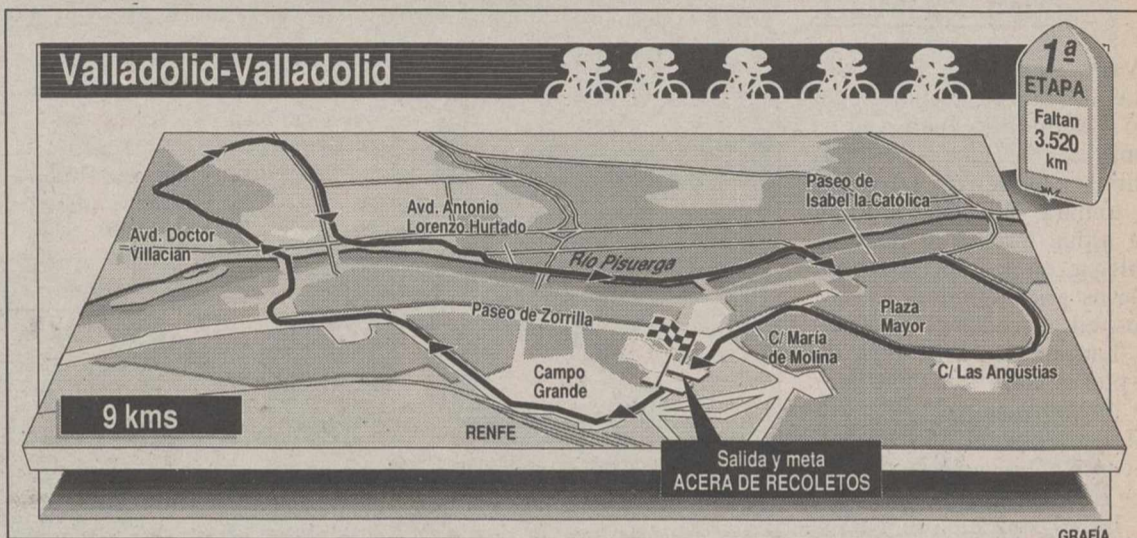 Valladolid-Valladolid
1ª
ETAPA
Faltan
3.520
km
Paseo de
Isabel la Católica
Avd. Antonio
Lorenzo Hurtado
Avd. Doctor
Villacián
Río Pisuerga
Paseo de Zorrilla
Plaza
Mayor
C/ María
de Molina
Campo
Grande
C/ Las Angustias
9 kms
RENFE
Salida y meta
ACERA DE RECOLETOS
GRAFÍA